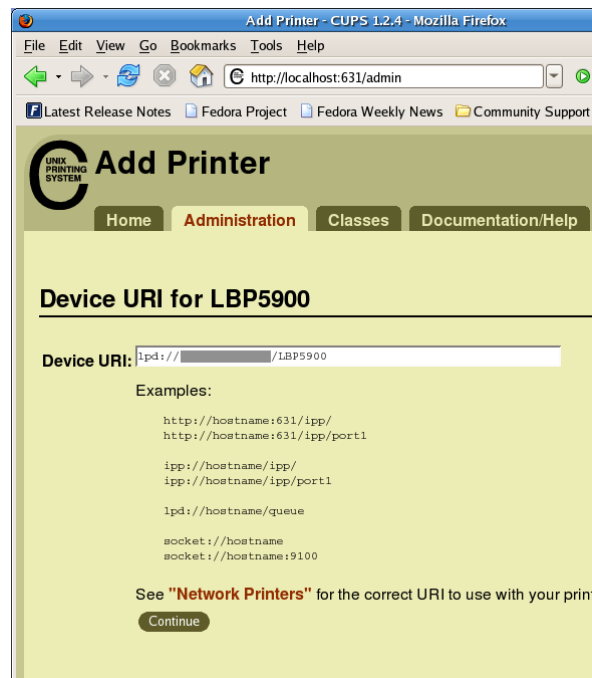 Add Printer - CUPS 1.2.4 - Mozilla Firefox
File Edit View Go Bookmarks Tools Help
http://localhost:631/admin
Latest Release Notes Fedora Project Fedora Weekly News Community Support
UNIX
PRINTING
SYSTEM
Add Printer
Home Administration Classes Documentation/Help
Device URI for LBP5900
Device URI: lpd:// /LBP5900
Examples:
http://hostname:631/ipp/
http://hostname:631/ipp/port1
ipp://hostname/ipp/
ipp://hostname/ipp/port1
lpd://hostname/queue
socket://hostname
socket://hostname:9100
See "Network Printers" for the correct URI to use with your prin
Continue